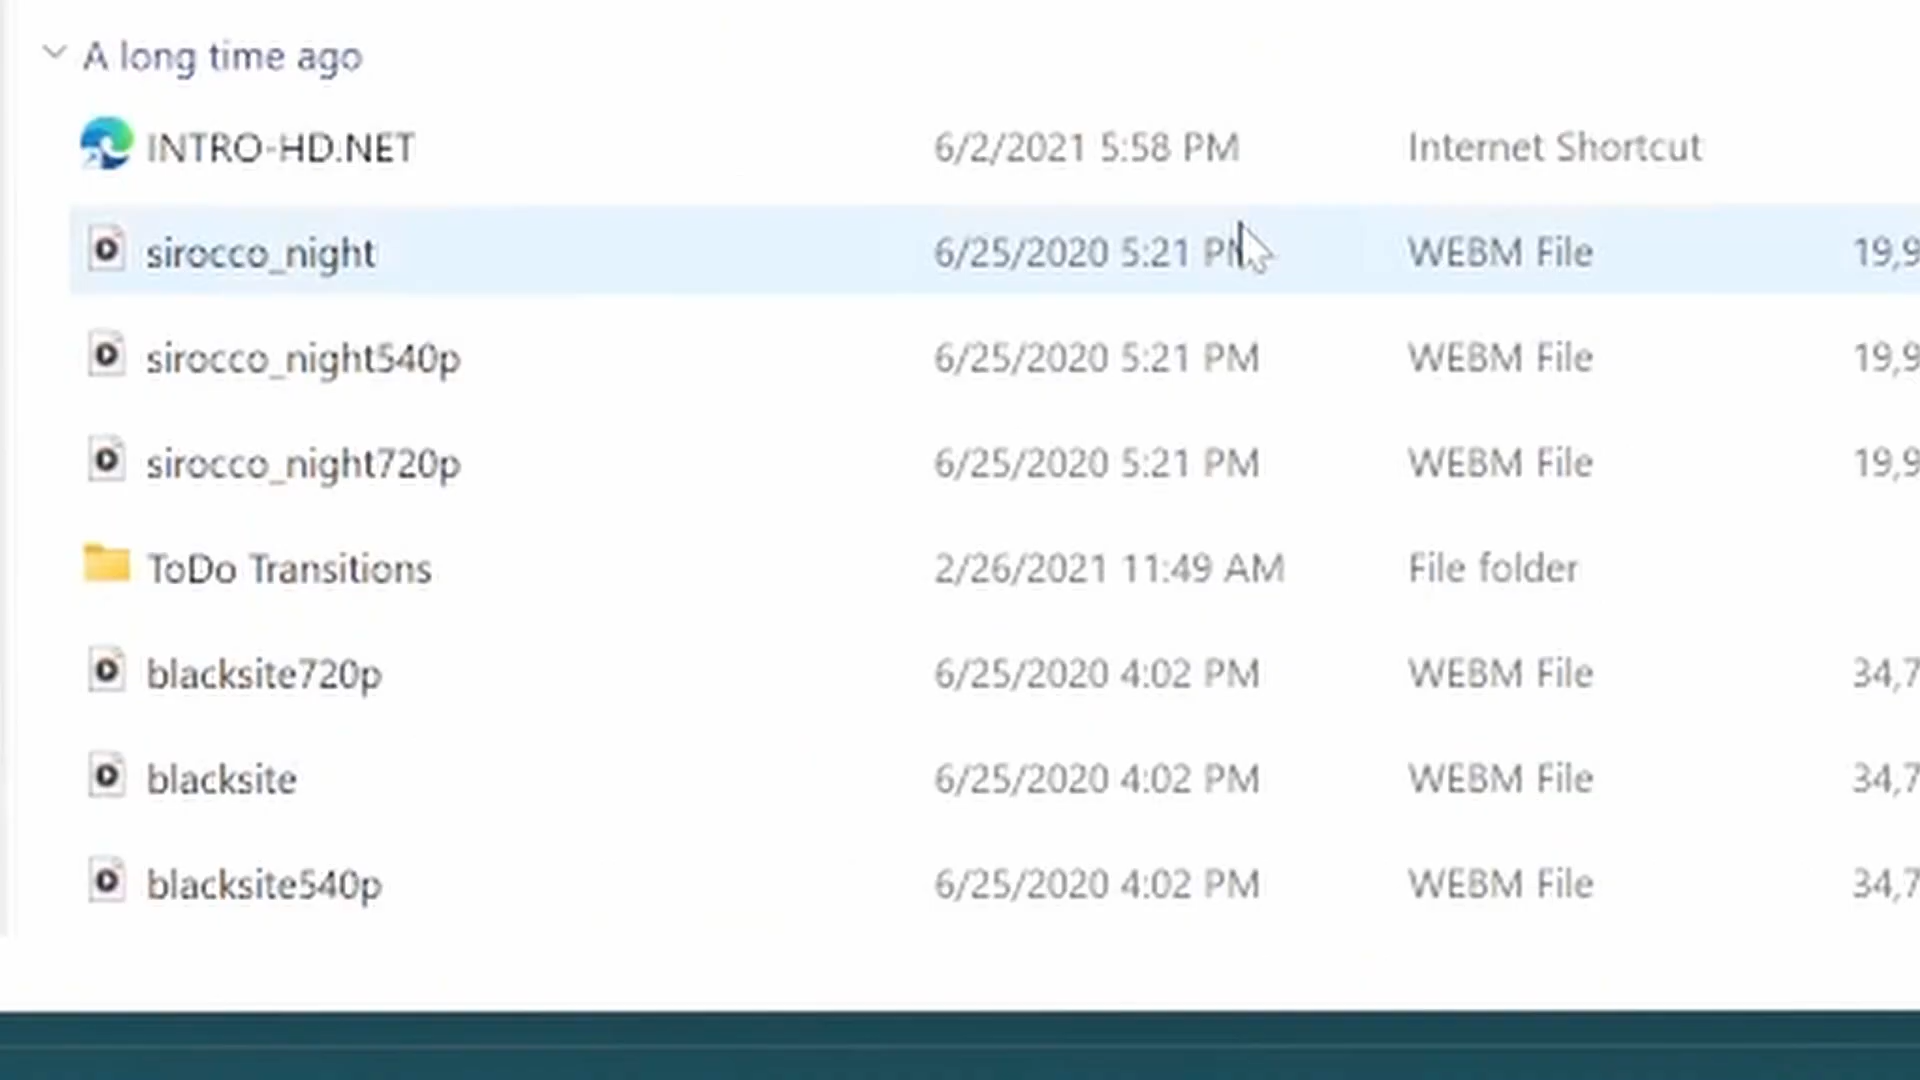 A long time ago
INTRO-HD.NET 6/2/2021 5:58 PM Internet Shortcut
sirocco_night 6/25/2020 5:21 PM WEBM File 19,9
sirocco_night540p 6/25/2020 5:21 PM WEBM File 19,9
sirocco_night720p 6/25/2020 5:21 PM WEBM File 19,9
ToDo Transitions 2/26/2021 11:49 AM File folder
blacksite720p 6/25/2020 4:02 PM WEBM File 34,7
blacksite 6/25/2020 4:02 PM WEBM File 34,7
blacksite540p 6/25/2020 4:02 PM WEBM File 34,7